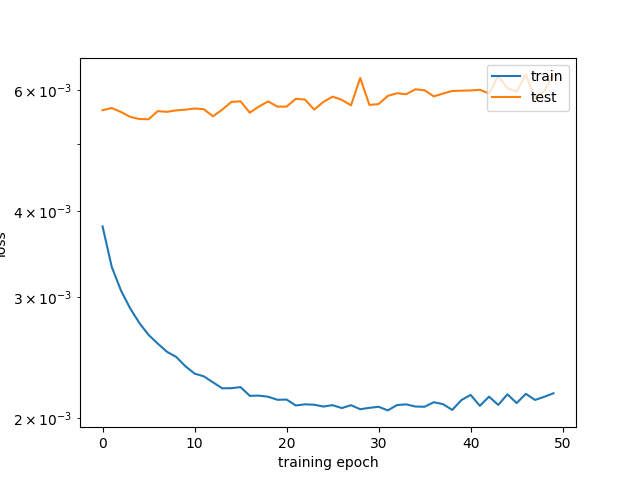 6 × 10⁻³
4 × 10⁻³
3 × 10⁻³
2 × 10⁻³
loss
0 10 20 30 40 50
training epoch
train
test